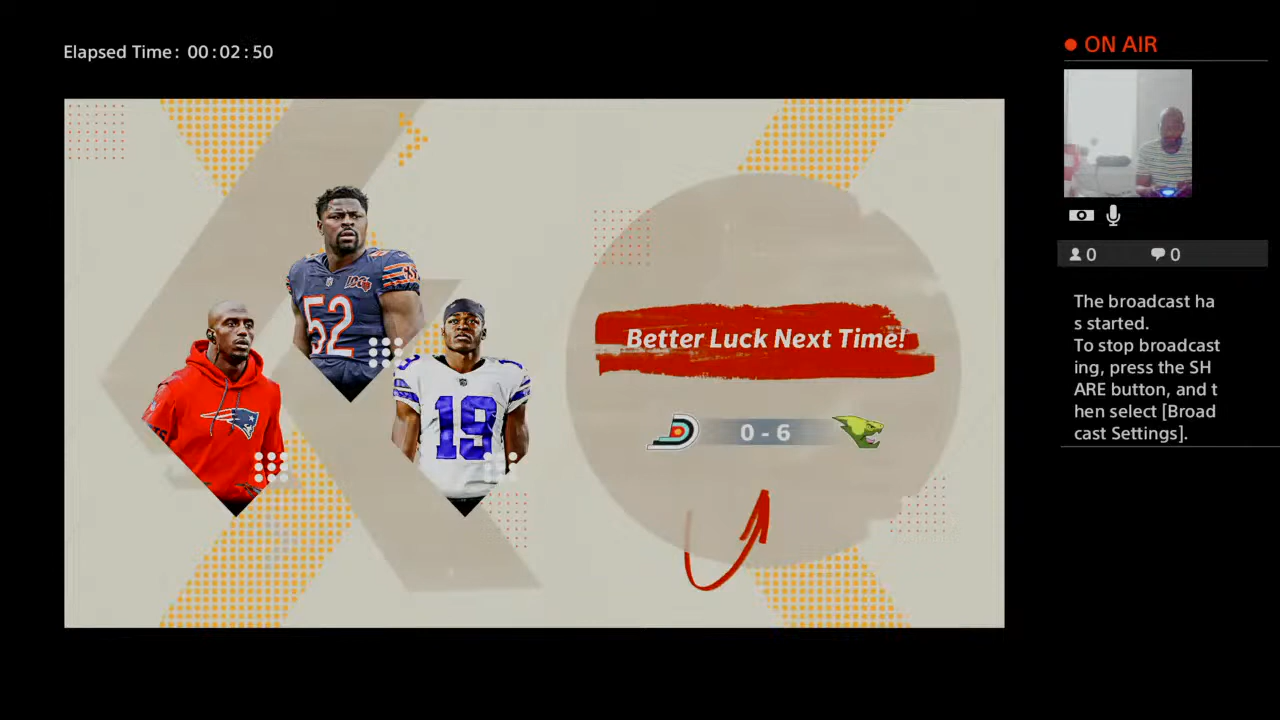 Elapsed Time: 00:02:50
ON AIR
0 0
The broadcast ha
s started.
To stop broadcast
ing, press the SH
ARE button, and t
hen select [Broad
cast Settings].
52
100
19
Better Luck Next Time!
0 - 6